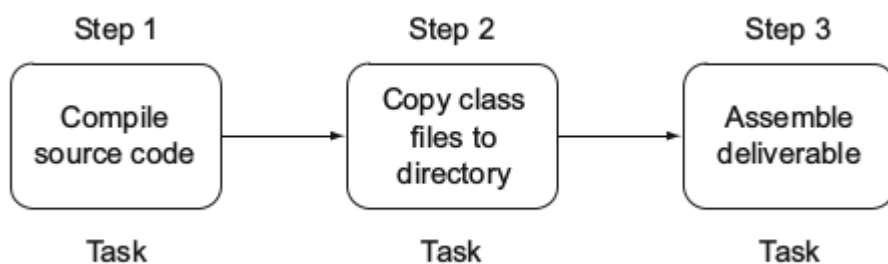 Step 1
Step 2
Step 3
Compile
source code
Copy class
files to
directory
Assemble
deliverable
Task
Task
Task